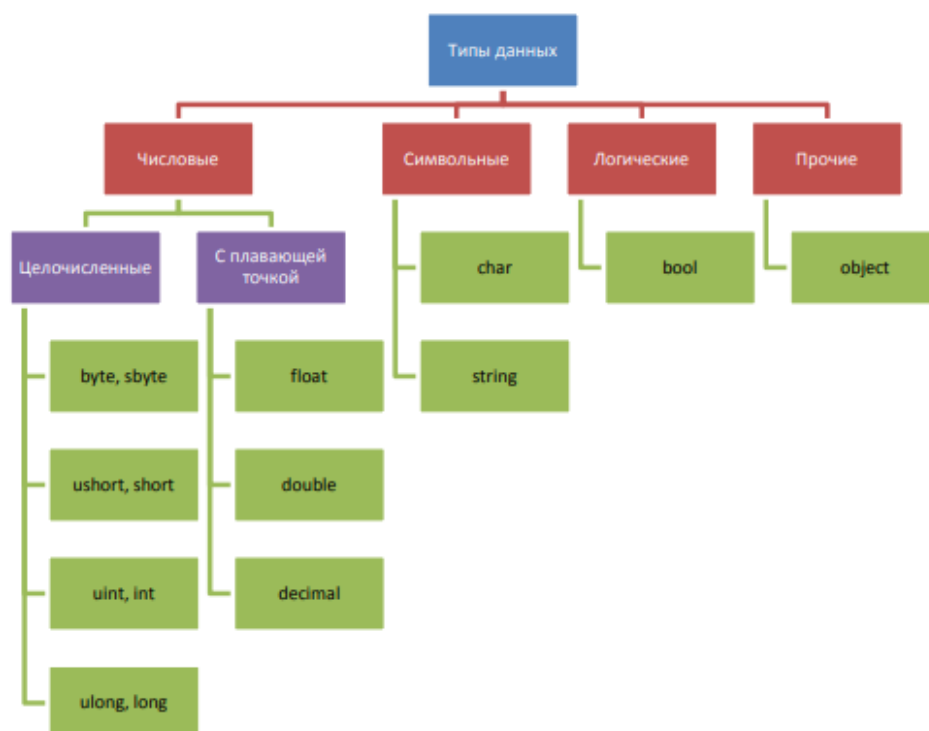 Типы данных
Числовые
Символьные
Логические
Прочие
Целочисленные
С плавающей
точкой
char
bool
object
byte, sbyte
float
string
ushort, short
double
uint, int
decimal
ulong, long